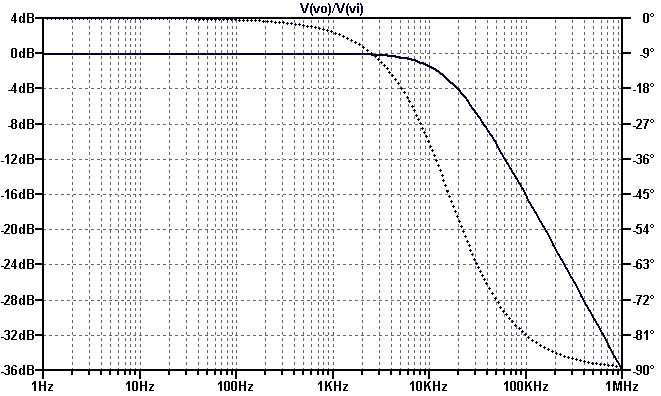 V(vo)/V(vi)
4dB
0dB
-4dB
-8dB
-12dB
-16dB
-20dB
-24dB
-28dB
-32dB
-36dB
0°
-9°
-18°
-27°
-36°
-45°
-54°
-63°
-72°
-81°
-90°
1Hz
10Hz
100Hz
1KHz
10KHz
100KHz
1MHz